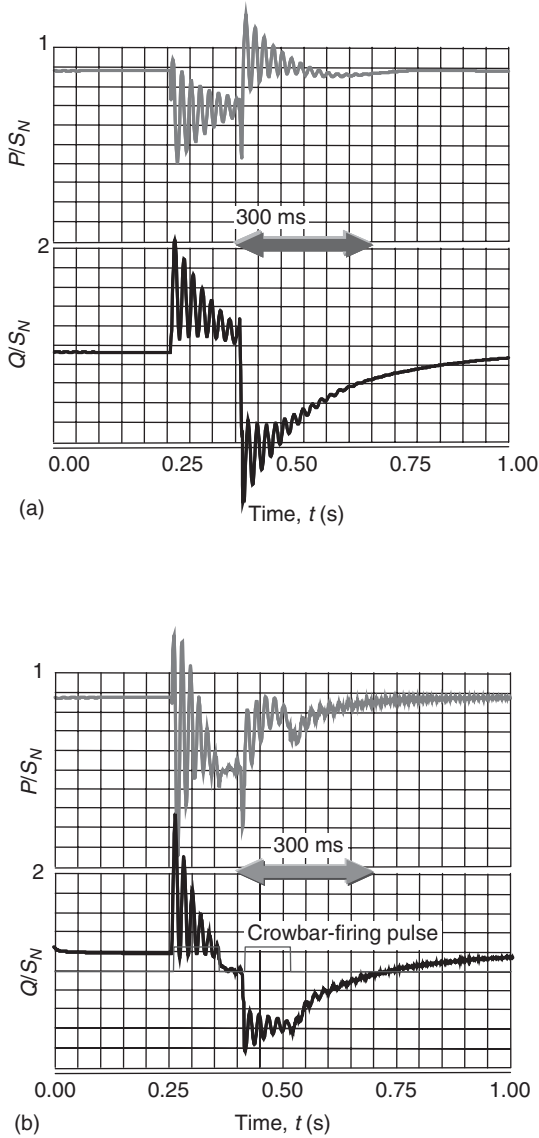 1
P/S_N
300 ms
2
Q/S_N
0.00 0.25 0.50 0.75 1.00
(a)
Time, t (s)
1
P/S_N
300 ms
2
Crowbar-firing pulse
Q/S_N
0.00 0.25 0.50 0.75 1.00
(b)
Time, t (s)